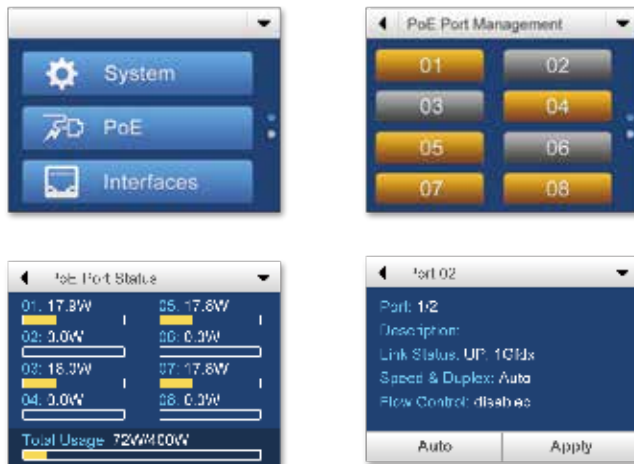 System
PoE
Interfaces
PoE Port Management
01 02
03 04
05 06
07 08
PoE Port Status
01: 17.9W 05: 17.8W
02: 0.0W 06: 0.0W
03: 18.0W 07: 17.8W
04: 0.0W 08: 0.0W
Total Usage: 72W/400W
Port 02
Port: 1/2
Description:
Link Status: UP, 1Gfdx
Speed & Duplex: Auto
Flow Control: disabled
Auto Apply